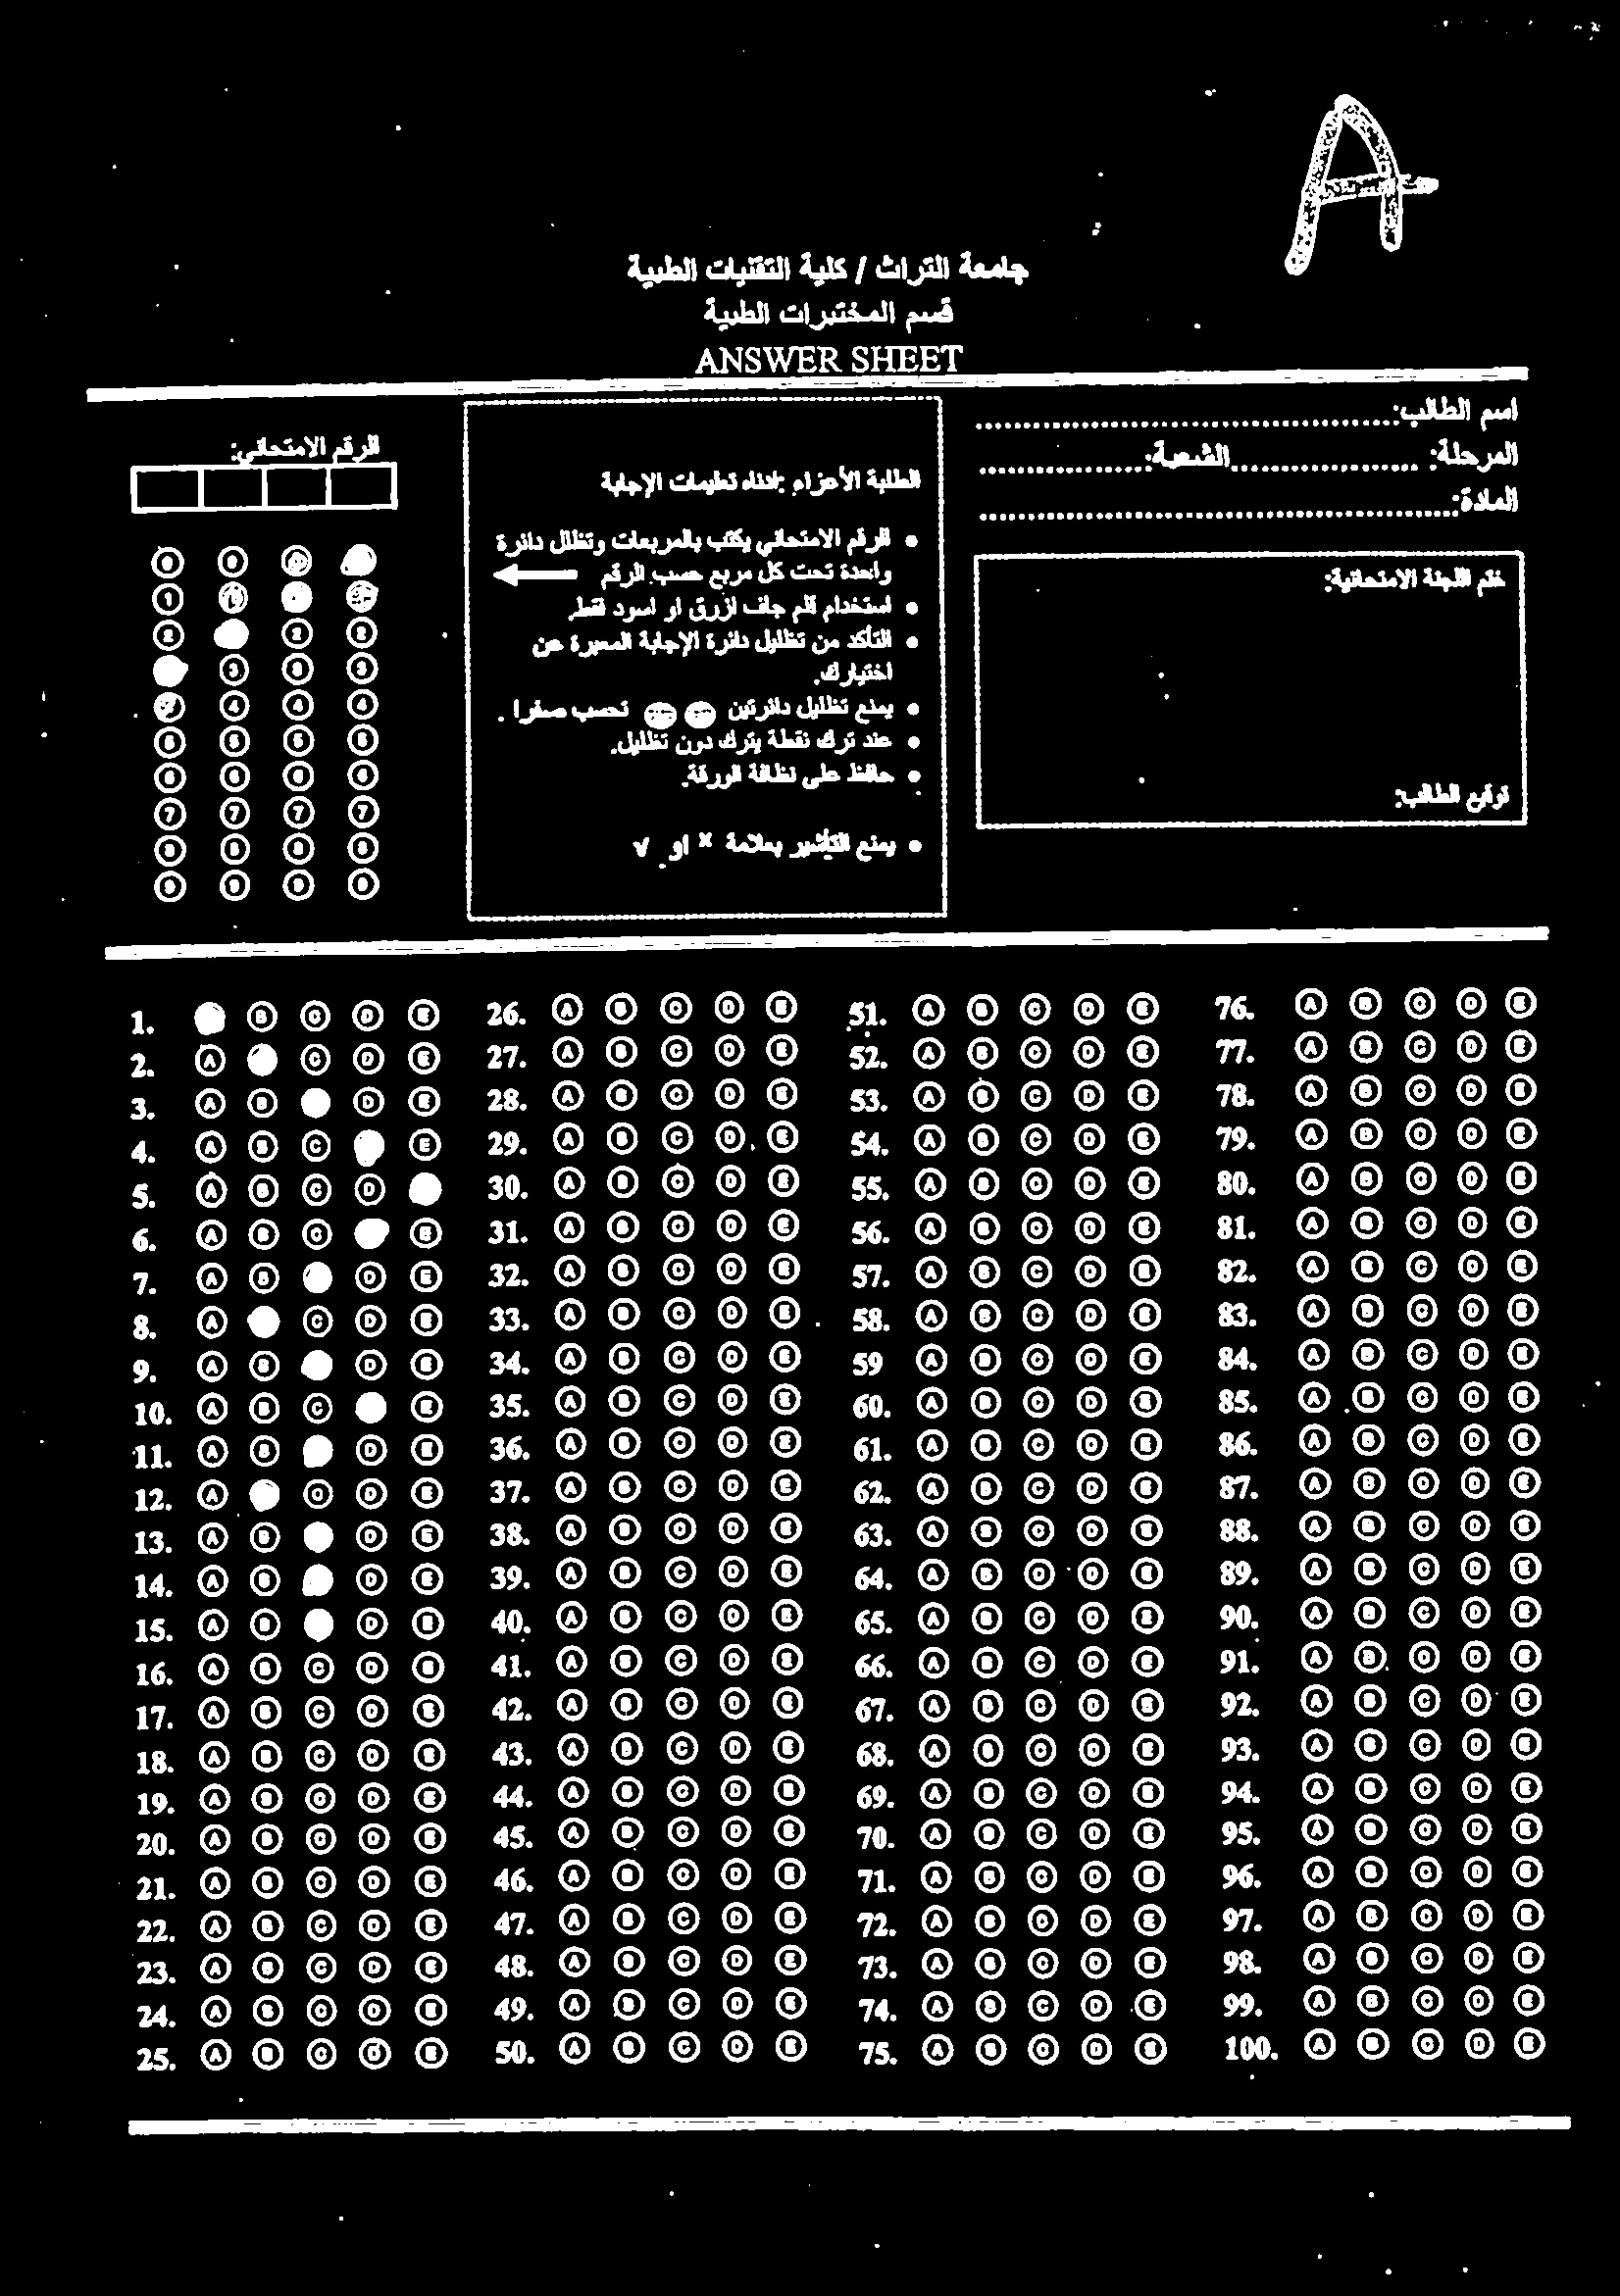 A
جامعة التراث / كلية التقنيات الطبية
قسم المختبرات الطبية
ANSWER SHEET
اسم الطالب:
المرحلة: الشعبة:
المادة:
الرقم الامتحاني:
0 0 0
1 1 1
2 2 2
3 3 3
4 4 4 4
5 5 5 5
6 6 6 6
7 7 7 7
8 8 8 8
9 9 9 9
الطلبة الأعزاء ادناه تعليمات الإجابة
• الرقم الامتحاني يكتب بالمربعات وتظلل دائرة
واحدة تحت كل مربع حسب الرقم
• استخدام قلم جاف ازرق او اسود فقط
• التأكد من تظليل دائرة الإجابة المعبرة عن
اختيارك.
• يمنع تظليل دائرتين تحسب صفرا .
• عند ترك نقطة يترك دون تظليل.
• حافظ على نظافة الورقة.
• يمنع التأشير بعلامة × او √
ختم اللجنة الامتحانية:
توقيع الطالب:
1. B C D E
2. A C D E
3. A B D E
4. A B C E
5. A B C D
6. A B C E
7. A B D E
8. A C D E
9. A B D E
10. A B C E
11. A B D E
12. A C D E
13. A B D E
14. A B D E
15. A B D E
16. A B C D E
17. A B C D E
18. A B C D E
19. A B C D E
20. A B C D E
21. A B C D E
22. A B C D E
23. A B C D E
24. A B C D E
25. A B C D E
26. A B C D E
27. A B C D E
28. A B C D E
29. A B C D E
30. A B C D E
31. A B C D E
32. A B C D E
33. A B C D E
34. A B C D E
35. A B C D E
36. A B C D E
37. A B C D E
38. A B C D E
39. A B C D E
40. A B C D E
41. A B C D E
42. A B C D E
43. A B C D E
44. A B C D E
45. A B C D E
46. A B C D E
47. A B C D E
48. A B C D E
49. A B C D E
50. A B C D E
51. A B C D E
52. A B C D E
53. A B C D E
54. A B C D E
55. A B C D E
56. A B C D E
57. A B C D E
58. A B C D E
59 A B C D E
60. A B C D E
61. A B C D E
62. A B C D E
63. A B C D E
64. A B C D E
65. A B C D E
66. A B C D E
67. A B C D E
68. A B C D E
69. A B C D E
70. A B C D E
71. A B C D E
72. A B C D E
73. A B C D E
74. A B C D E
75. A B C D E
76. A B C D E
77. A B C D E
78. A B C D E
79. A B C D E
80. A B C D E
81. A B C D E
82. A B C D E
83. A B C D E
84. A B C D E
85. A B C D E
86. A B C D E
87. A B C D E
88. A B C D E
89. A B C D E
90. A B C D E
91. A B C D E
92. A B C D E
93. A B C D E
94. A B C D E
95. A B C D E
96. A B C D E
97. A B C D E
98. A B C D E
99. A B C D E
100. A B C D E